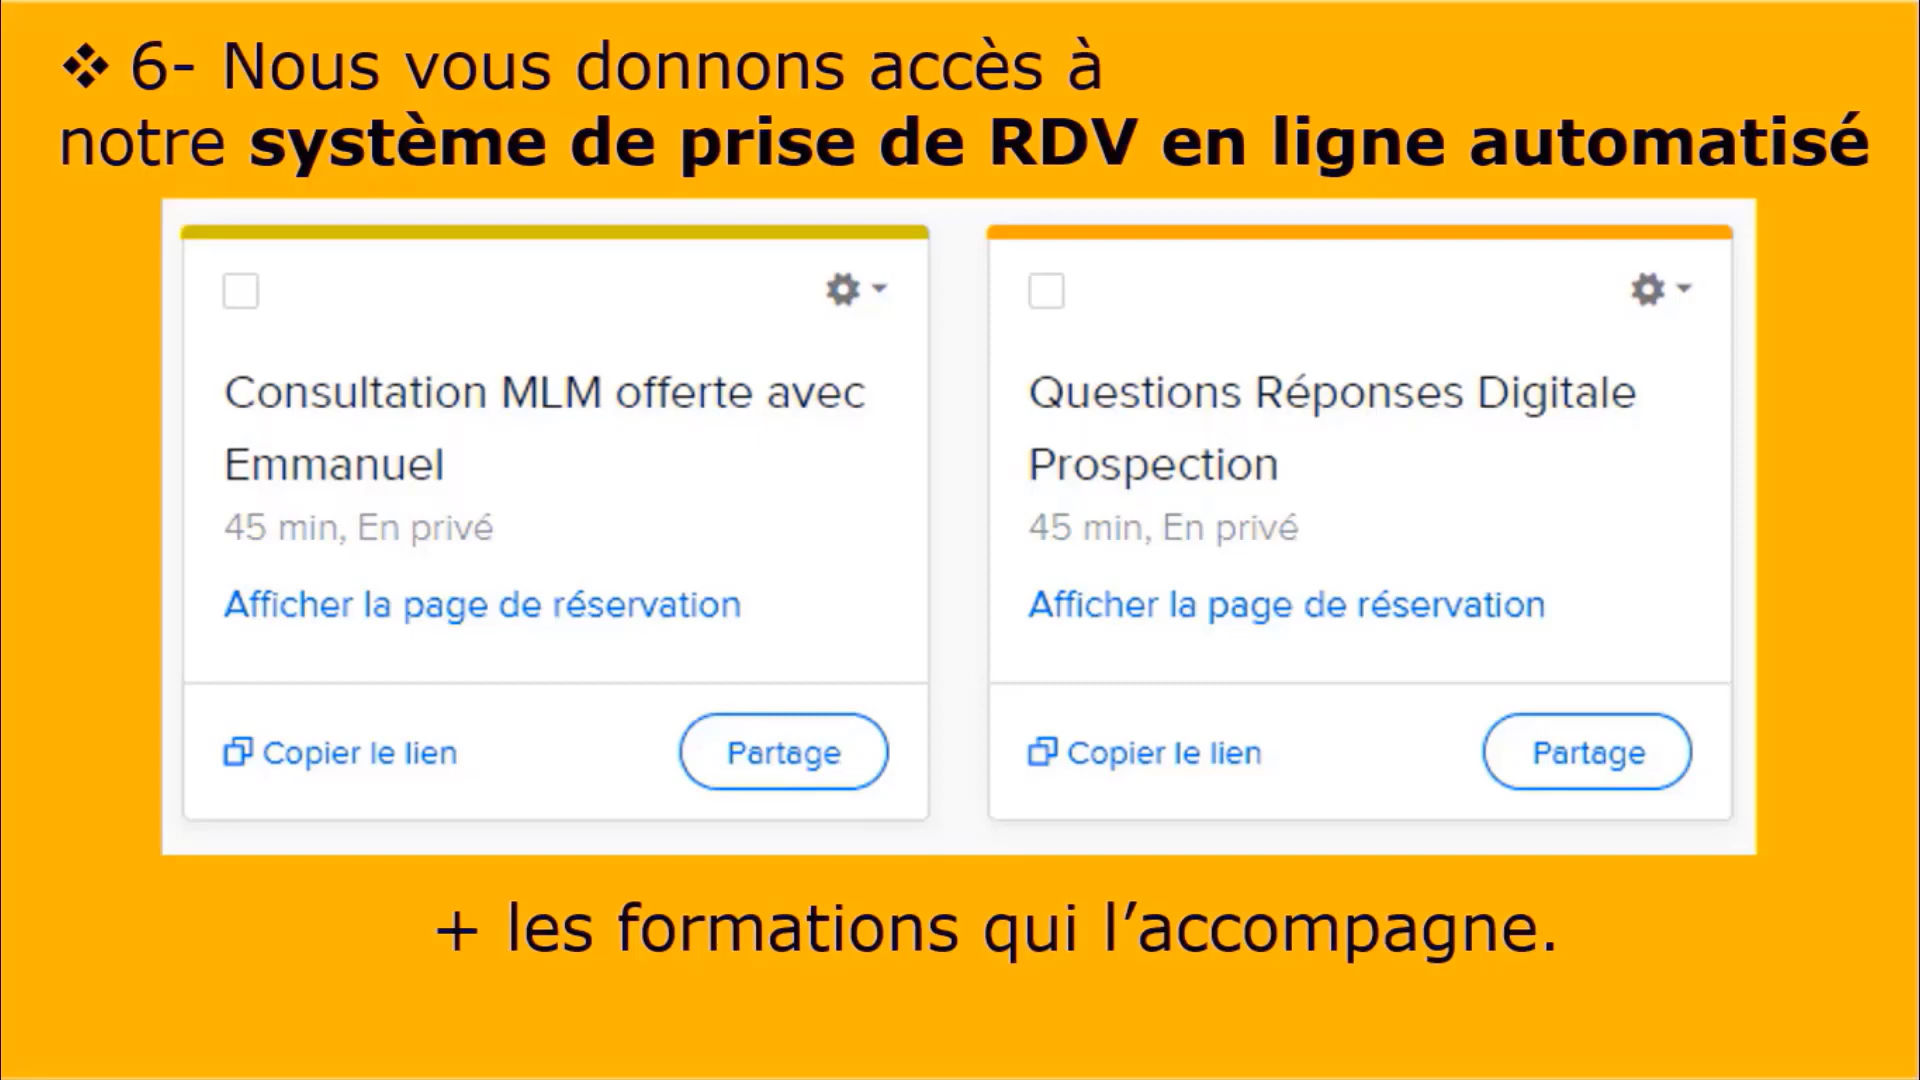 ❖ 6- Nous vous donnons accès à
notre système de prise de RDV en ligne automatisé
Consultation MLM offerte avec
Emmanuel
45 min, En privé
Afficher la page de réservation
Copier le lien
Partage
Questions Réponses Digitale
Prospection
45 min, En privé
Afficher la page de réservation
Copier le lien
Partage
+ les formations qui l’accompagne.